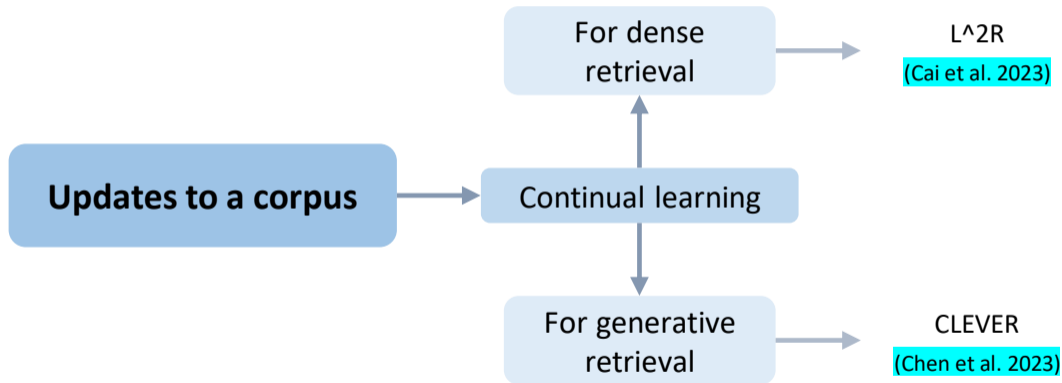 For dense
retrieval
L^2R
(Cai et al. 2023)
Updates to a corpus
Continual learning
For generative
retrieval
CLEVER
(Chen et al. 2023)